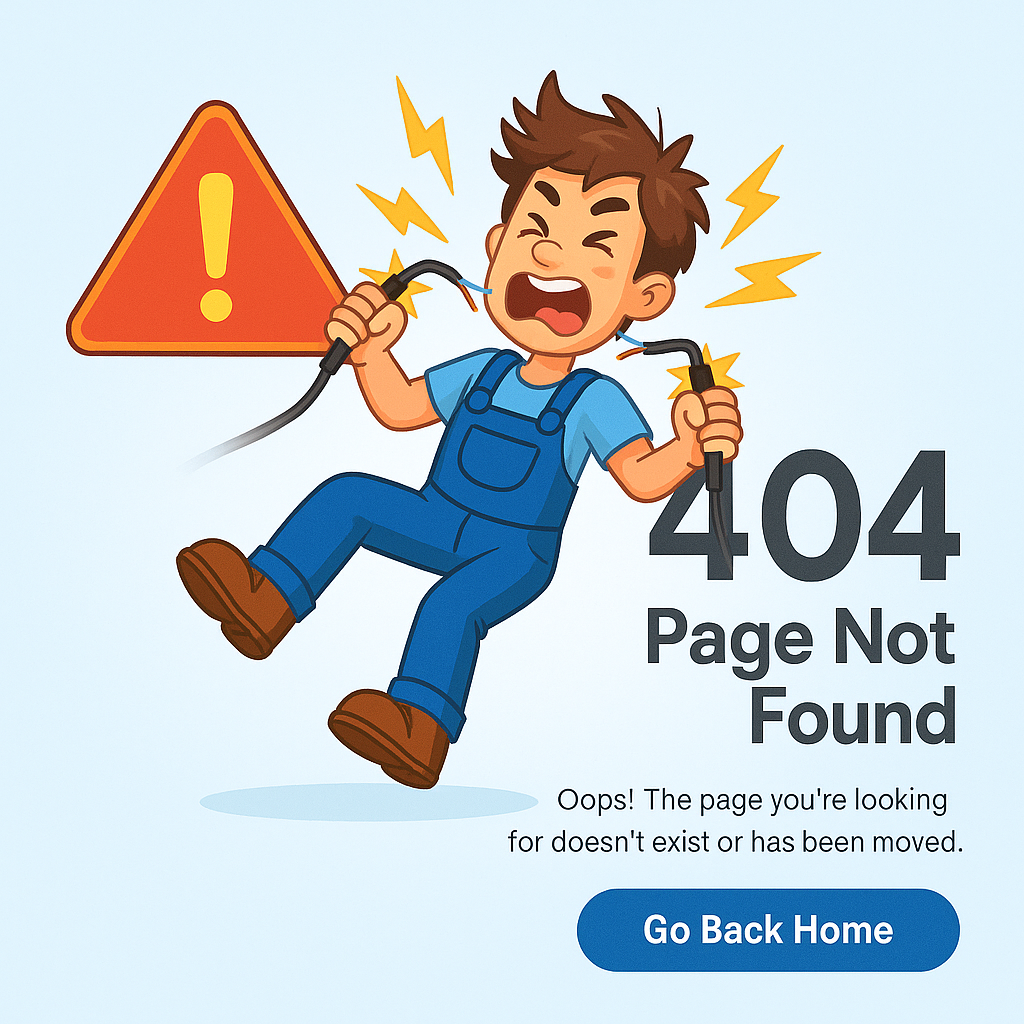 !
404
Page Not
Found
Oops! The page you're looking
for doesn't exist or has been moved.
Go Back Home